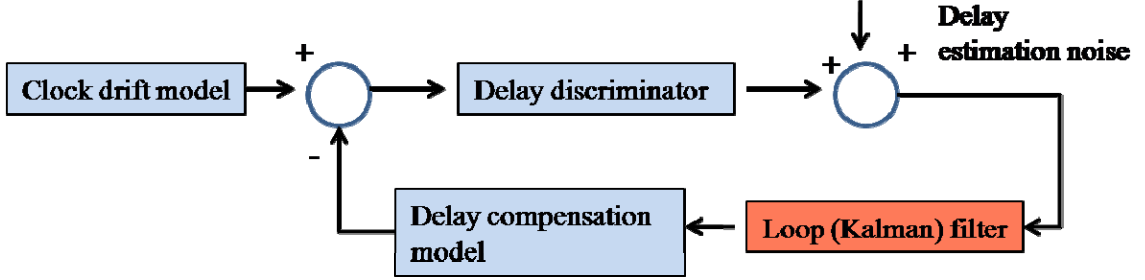 Delay
estimation noise
+
+
+
Clock drift model
Delay discriminator
-
Delay compensation
model
Loop (Kalman) filter